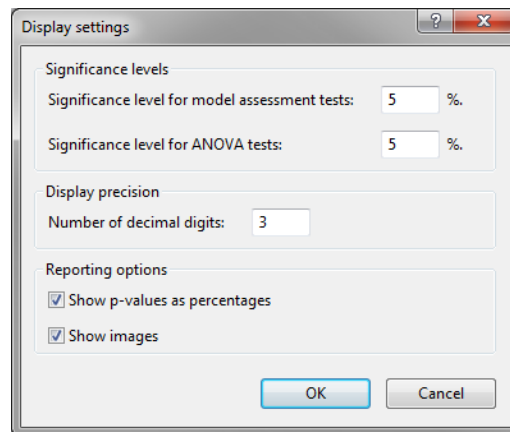 Display settings
Significance levels
Significance level for model assessment tests: 5 %.
Significance level for ANOVA tests: 5 %.
Display precision
Number of decimal digits: 3
Reporting options
Show p-values as percentages
Show images
OK Cancel